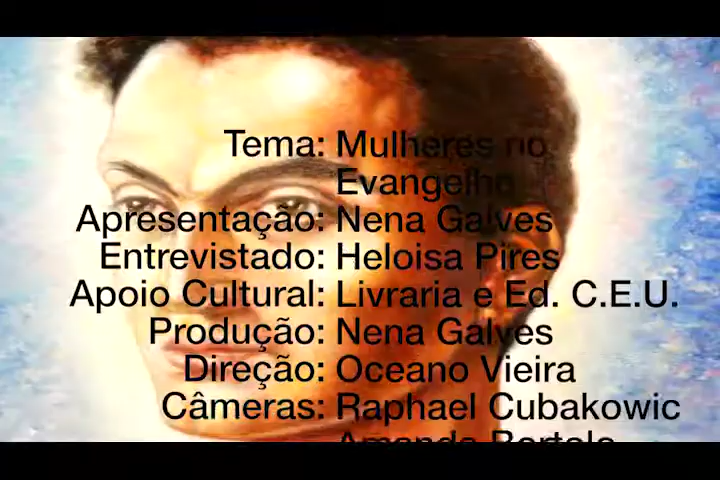 Tema: Mulheres no
Evangelho
Apresentação: Nena Galves
Entrevistado: Heloisa Pires
Apoio Cultural: Livraria e Ed. C.E.U.
Produção: Nena Galves
Direção: Oceano Vieira
Câmeras: Raphael Cubakowic
Amanda